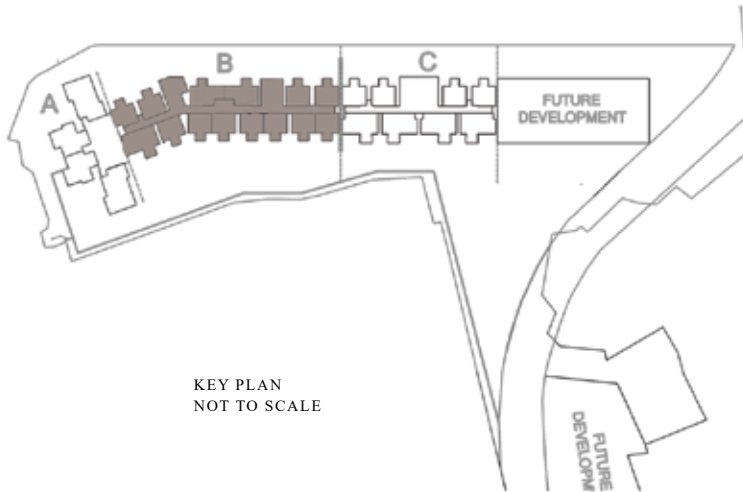 B
C
A
FUTURE
DEVELOPMENT
KEY PLAN
NOT TO SCALE
FUTURE
DEVELOPM